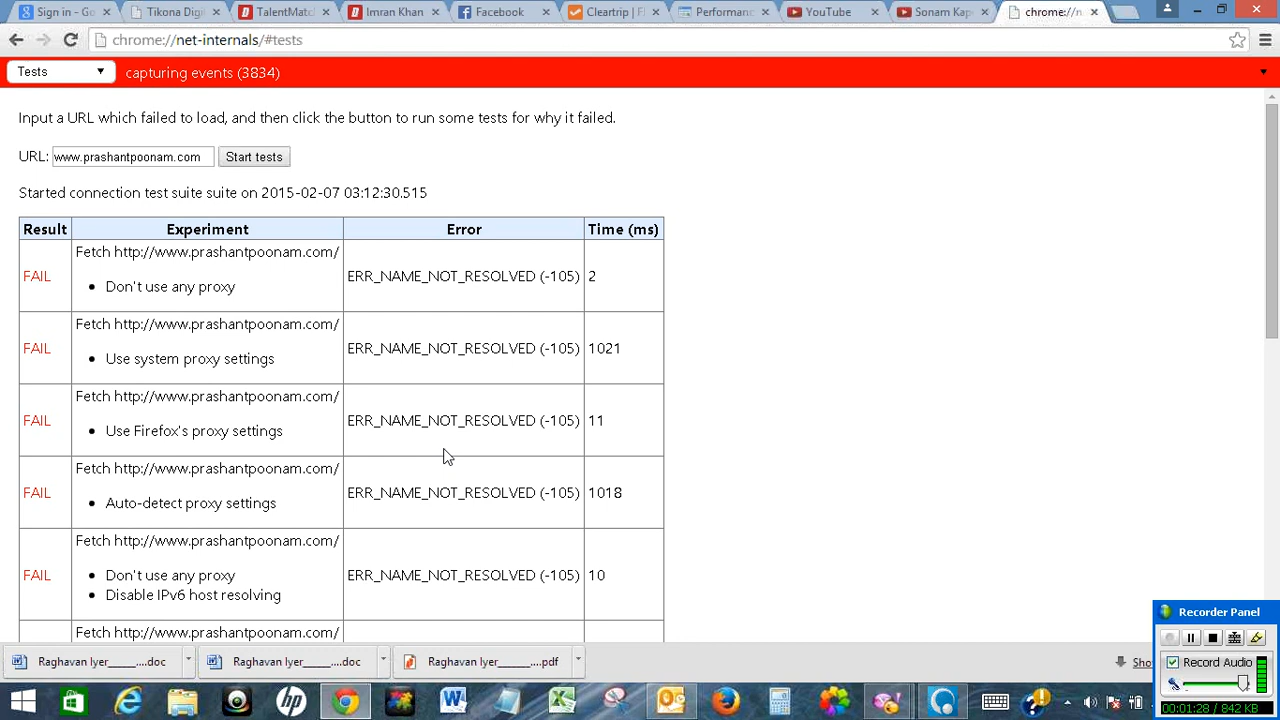 Sign in - Go
Tikona Dig
TalentMatc
Imran Khan
Facebook
Cleartrip | Fl
Performanc
YouTube
Sonam Kap
chrome://n
chrome://net-internals/#tests
Tests
capturing events (3834)
Input a URL which failed to load, and then click the button to run some tests for why it failed.
URL: www.prashantpoonam.com Start tests
Started connection test suite suite on 2015-02-07 03:12:30.515
Result Experiment Error Time (ms)
Fetch http://www.prashantpoonam.com/
FAIL ERR_NAME_NOT_RESOLVED (-105) 2
• Don't use any proxy
Fetch http://www.prashantpoonam.com/
FAIL ERR_NAME_NOT_RESOLVED (-105) 1021
• Use system proxy settings
Fetch http://www.prashantpoonam.com/
FAIL ERR_NAME_NOT_RESOLVED (-105) 11
• Use Firefox's proxy settings
Fetch http://www.prashantpoonam.com/
FAIL ERR_NAME_NOT_RESOLVED (-105) 1018
• Auto-detect proxy settings
Fetch http://www.prashantpoonam.com/
FAIL • Don't use any proxy ERR_NAME_NOT_RESOLVED (-105) 10
• Disable IPv6 host resolving
Fetch http://www.prashantpoonam.com/
Recorder Panel
Record Audio
00:01:28 / 842 KB
Raghavan Iyer______....doc
Raghavan Iyer______....doc
Raghavan Iyer______....pdf
Sho